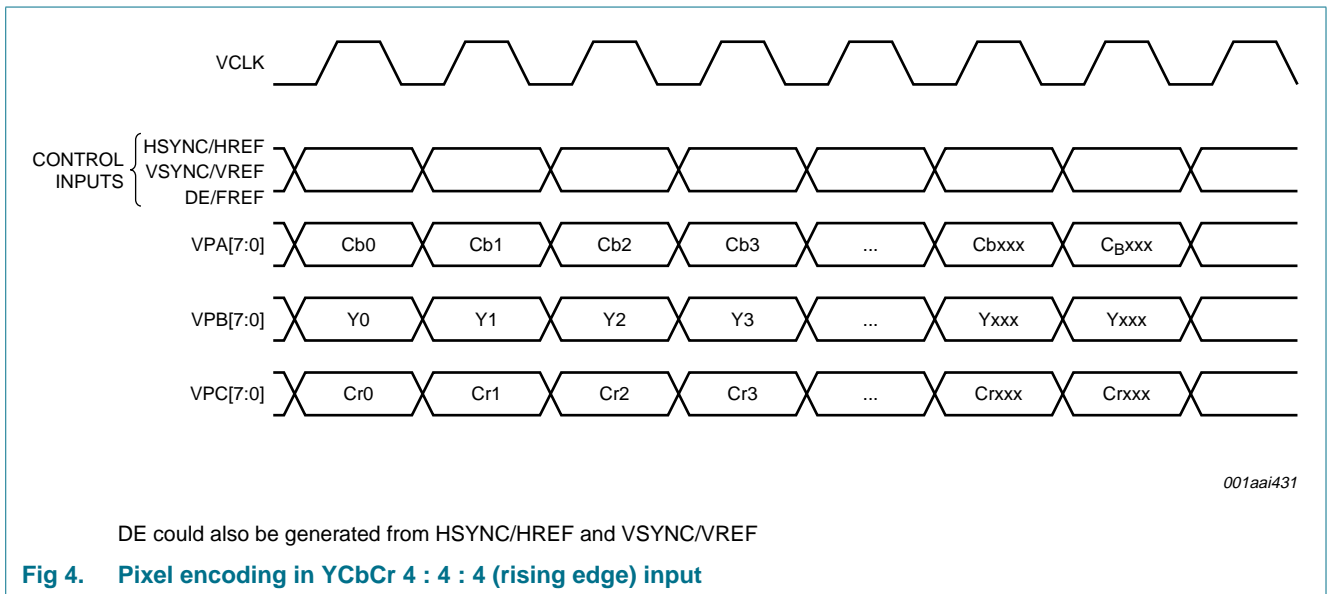 VCLK
CONTROL INPUTS
HSYNC/HREF
VSYNC/VREF
DE/FREF
VPA[7:0] Cb0 Cb1 Cb2 Cb3 ... Cbxxx CBxxx
VPB[7:0] Y0 Y1 Y2 Y3 ... Yxxx Yxxx
VPC[7:0] Cr0 Cr1 Cr2 Cr3 ... Crxxx Crxxx
001aai431
DE could also be generated from HSYNC/HREF and VSYNC/VREF
Fig 4. Pixel encoding in YCbCr 4 : 4 : 4 (rising edge) input